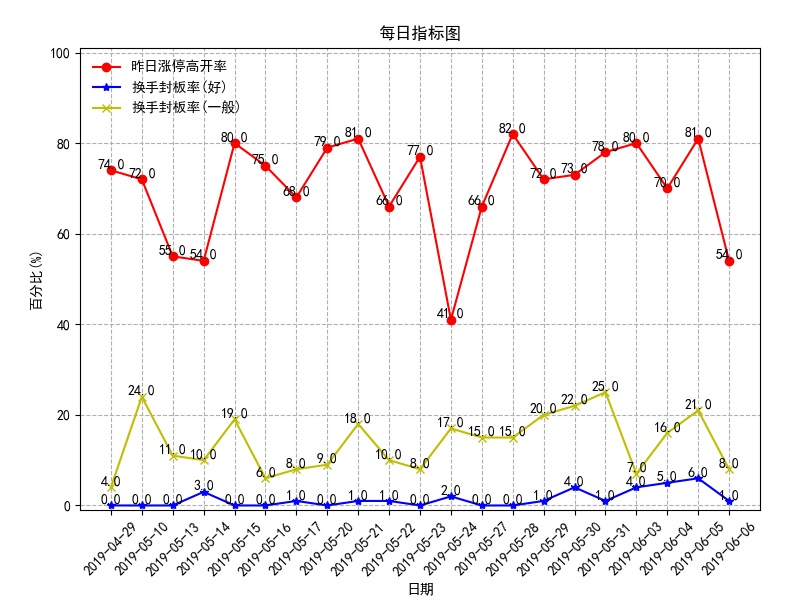 每日指标图
昨日涨停高开率
换手封板率(好)
换手封板率(一般)
百分比(%)
100
80
60
40
20
0
74.0 72.0 55.0 54.0 80.0 75.0 68.0 79.0 81.0 66.0 77.0 41.0 66.0 82.0 72.0 73.0 78.0 80.0 70.0 81.0 54.0
4.0 24.0 11.0 10.0 19.0 6.0 8.0 9.0 18.0 10.0 8.0 17.0 15.0 15.0 20.0 22.0 25.0 7.0 16.0 21.0 8.0
0.0 0.0 0.0 3.0 0.0 0.0 1.0 0.0 1.0 1.0 0.0 2.0 0.0 0.0 1.0 4.0 1.0 4.0 5.0 6.0 1.0
2019-04-29 2019-05-10 2019-05-13 2019-05-14 2019-05-15 2019-05-16 2019-05-17 2019-05-20 2019-05-21 2019-05-22 2019-05-23 2019-05-24 2019-05-27 2019-05-28 2019-05-29 2019-05-30 2019-05-31 2019-06-03 2019-06-04 2019-06-05 2019-06-06
日期